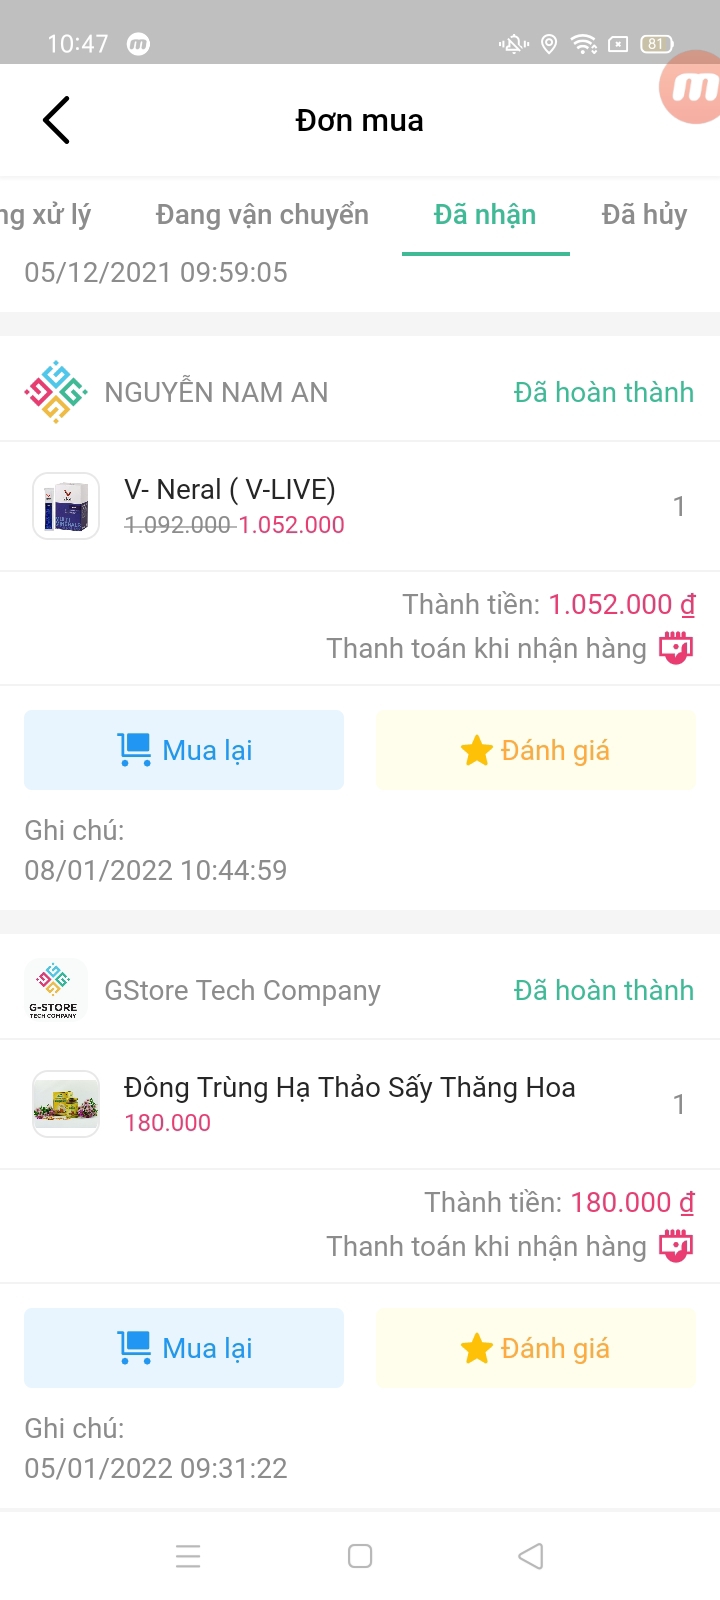 10:47
81
Đơn mua
ng xử lý
Đang vận chuyển
Đã nhận
Đã hủy
05/12/2021 09:59:05
NGUYỄN NAM AN
Đã hoàn thành
V- Neral ( V-LIVE)
1
1.092.000 1.052.000
Thành tiền: 1.052.000 ₫
Thanh toán khi nhận hàng
Mua lại
Đánh giá
Ghi chú:
08/01/2022 10:44:59
G-STORE
TECH COMPANY
GStore Tech Company
Đã hoàn thành
Đông Trùng Hạ Thảo Sấy Thăng Hoa
1
180.000
Thành tiền: 180.000 ₫
Thanh toán khi nhận hàng
Mua lại
Đánh giá
Ghi chú:
05/01/2022 09:31:22